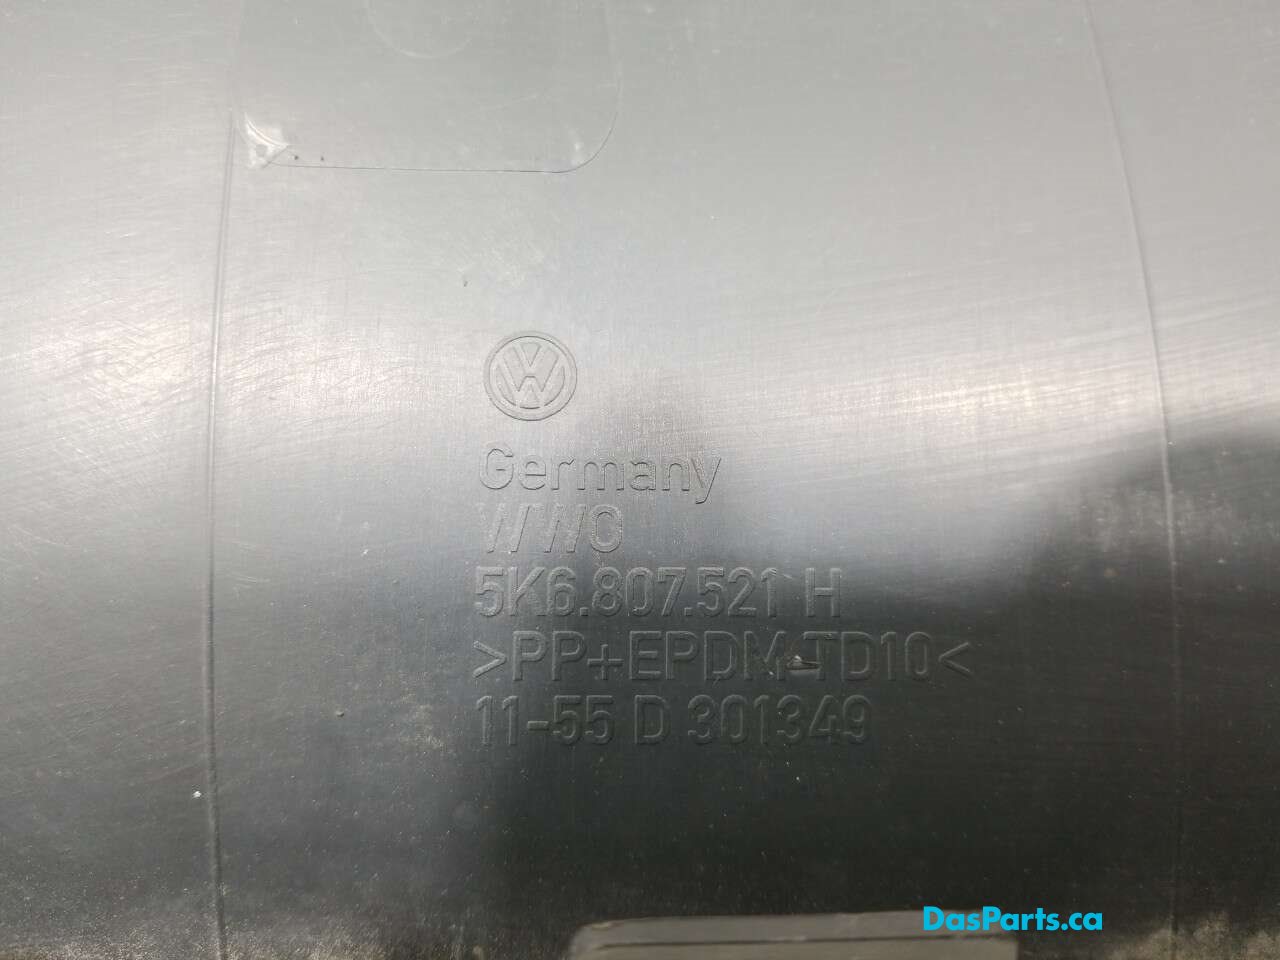 Germany
WWO
5K6.807.521 H
>PP+EPDM-TD10<
11-55 D 301349
DasParts.ca